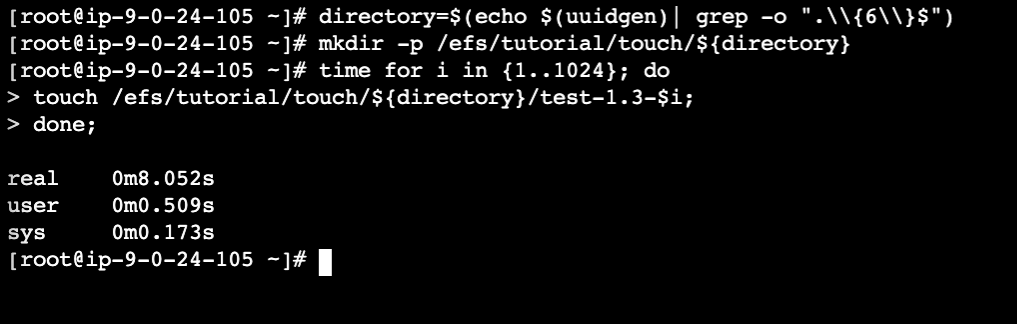 [root@ip-9-0-24-105 ~]# directory=$(echo $(uuidgen)| grep -o ".\\{6\\}$")
[root@ip-9-0-24-105 ~]# mkdir -p /efs/tutorial/touch/${directory}
[root@ip-9-0-24-105 ~]# time for i in {1..1024}; do
> touch /efs/tutorial/touch/${directory}/test-1.3-$i;
> done;
real    0m8.052s
user    0m0.509s
sys     0m0.173s
[root@ip-9-0-24-105 ~]#